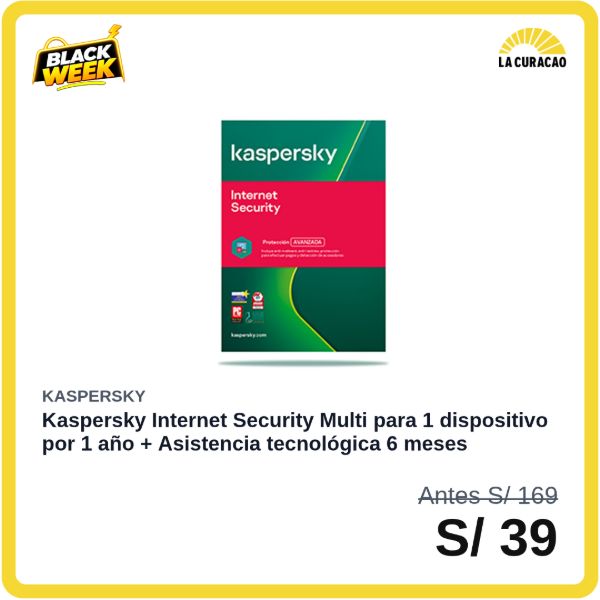 BLACK
WEEK
LA CURACAO
kaspersky
Internet
Security
Protección AVANZADA
kaspersky.com
KASPERSKY
Kaspersky Internet Security Multi para 1 dispositivo
por 1 año + Asistencia tecnológica 6 meses
Antes S/ 169
S/ 39